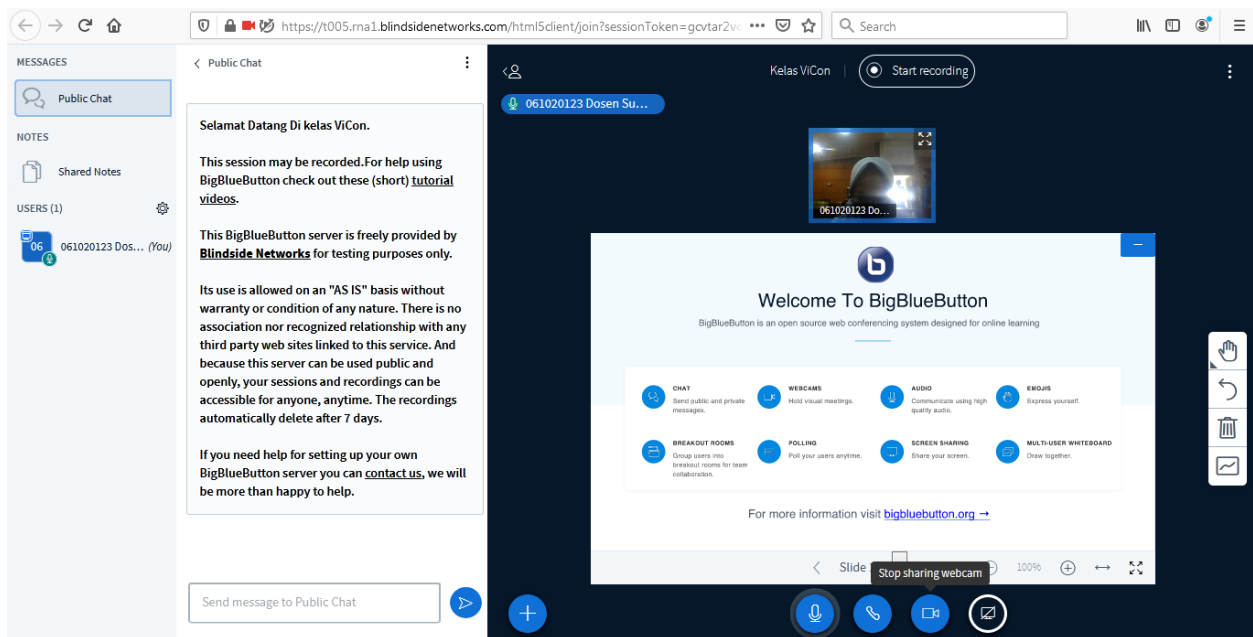 https://t005.rna1.blindsidenetworks.com/html5client/join?sessionToken=gcvtar2vc
Search
MESSAGES
Public Chat
NOTES
Shared Notes
USERS (1)
06
061020123 Dos... (You)
Public Chat
Selamat Datang Di kelas ViCon.
This session may be recorded.For help using
BigBlueButton check out these (short) tutorial
videos.
This BigBlueButton server is freely provided by
Blindside Networks for testing purposes only.
Its use is allowed on an "AS IS" basis without
warranty or condition of any nature. There is no
association nor recognized relationship with any
third party web sites linked to this service. And
because this server can be used public and
openly, your sessions and recordings can be
accessible for anyone, anytime. The recordings
automatically delete after 7 days.
If you need help for setting up your own
BigBlueButton server you can contact us, we will
be more than happy to help.
Send message to Public Chat
Kelas ViCon
Start recording
061020123 Dosen Su...
061020123 Do...
Welcome To BigBlueButton
BigBlueButton is an open source web conferencing system designed for online learning
CHAT
Send public and private
messages.
WEBCAMS
Hold visual meetings.
AUDIO
Communicate using high
quality audio.
EMOJIS
Express yourself.
BREAKOUT ROOMS
Group users into
breakout rooms for team
collaboration.
POLLING
Poll your users anytime.
SCREEN SHARING
Share your screen.
MULTI-USER WHITEBOARD
Draw together.
For more information visit bigbluebutton.org →
Slide
100%
Stop sharing webcam